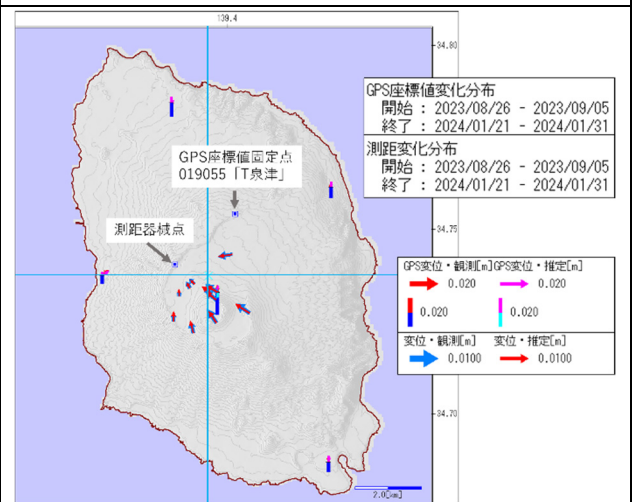 139.4
34.80
GPS座標値変化分布
開始 : 2023/08/26 - 2023/09/05
終了 : 2024/01/21 - 2024/01/31
測距変化分布
開始 : 2023/08/26 - 2023/09/05
終了 : 2024/01/21 - 2024/01/31
GPS座標値固定点
019055「T泉津」
測距器械点
34.75
GPS変位・観測[m] GPS変位・推定[m]
0.020 0.020
0.020 0.020
変位・観測[m] 変位・推定[m]
0.0100 0.0100
34.70
2.0[km]